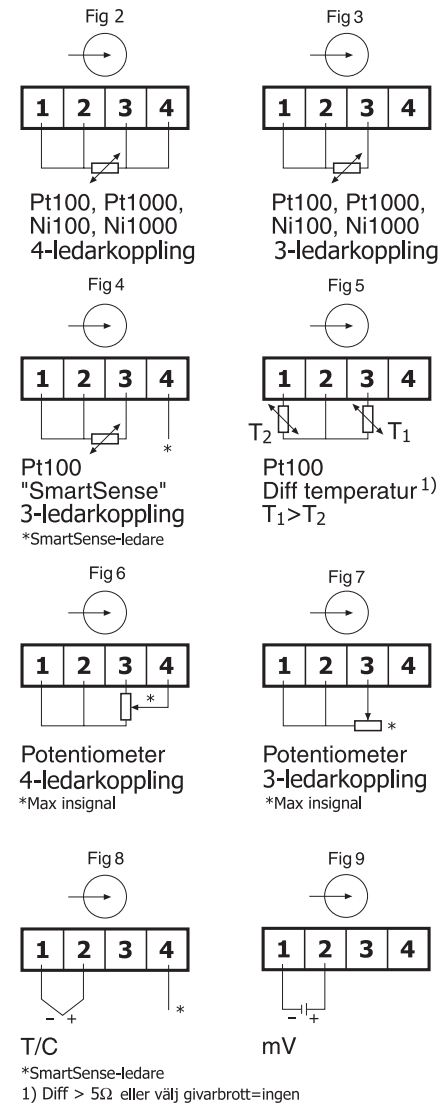 Fig 2
1 2 3 4
Pt100, Pt1000,
Ni100, Ni1000
4-ledarkoppling
Fig 3
1 2 3 4
Pt100, Pt1000,
Ni100, Ni1000
3-ledarkoppling
Fig 4
1 2 3 4
*
Pt100
"SmartSense"
3-ledarkoppling
*SmartSense-ledare
Fig 5
1 2 3 4
T2 T1
Pt100
Diff temperatur 1)
T1>T2
Fig 6
1 2 3 4
*
Potentiometer
4-ledarkoppling
*Max insignal
Fig 7
1 2 3 4
*
Potentiometer
3-ledarkoppling
*Max insignal
Fig 8
1 2 3 4
- + *
T/C
*SmartSense-ledare
Fig 9
1 2 3 4
- +
mV
1) Diff > 5Ω eller välj givarbrott=ingen